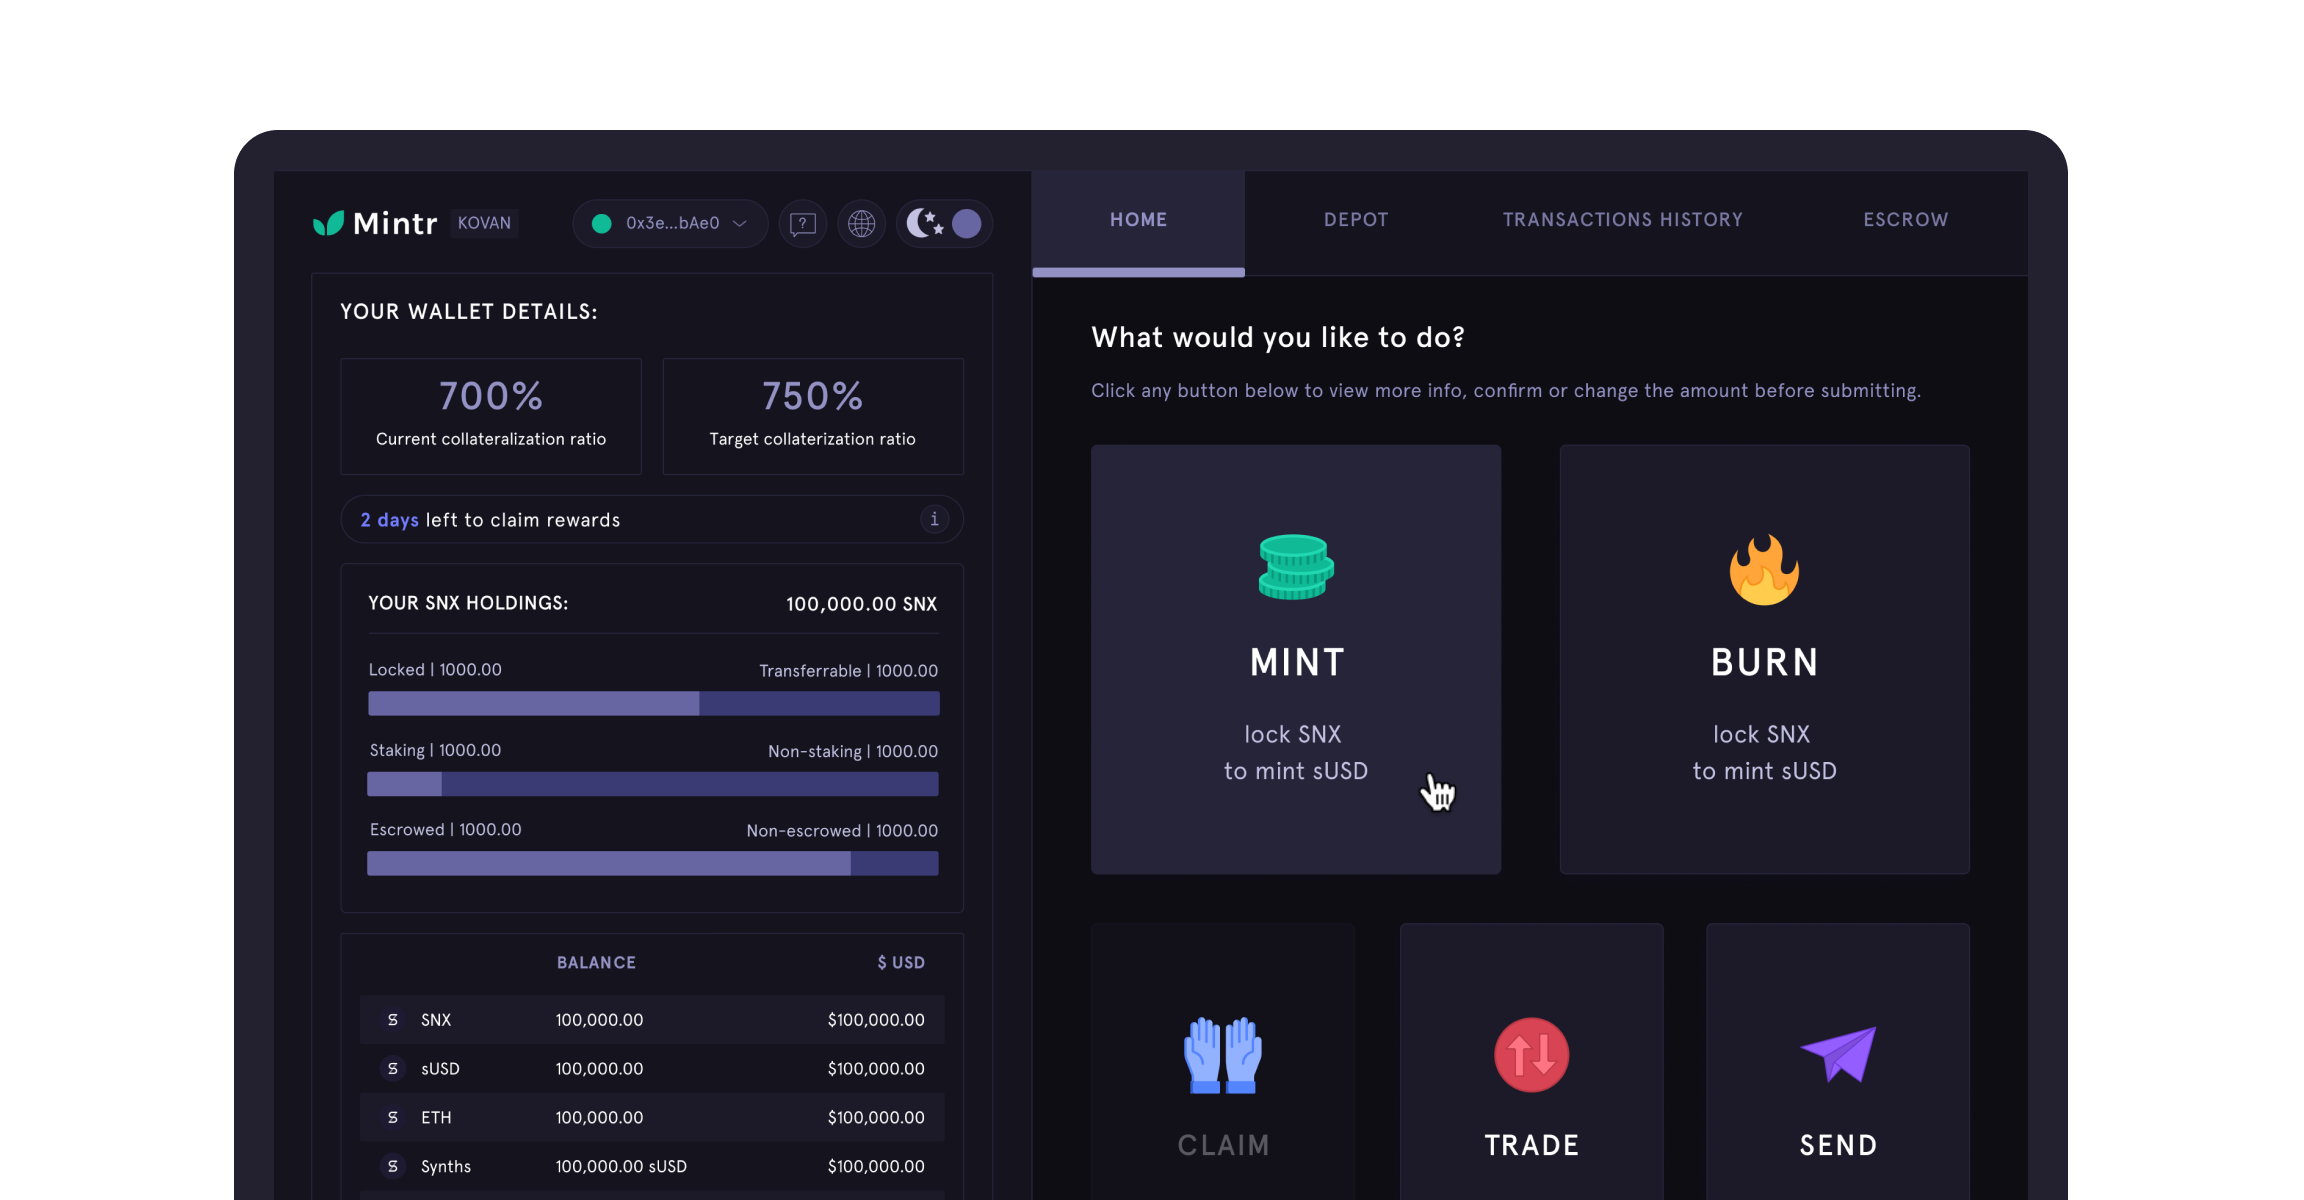 Mintr KOVAN 0x3e...bAe0 ?
HOME DEPOT TRANSACTIONS HISTORY ESCROW
YOUR WALLET DETAILS:
700% 750%
Current collateralization ratio Target collaterization ratio
2 days left to claim rewards i
YOUR SNX HOLDINGS: 100,000.00 SNX
Locked | 1000.00 Transferrable | 1000.00
Staking | 1000.00 Non-staking | 1000.00
Escrowed | 1000.00 Non-escrowed | 1000.00
BALANCE $ USD
SNX 100,000.00 $100,000.00
sUSD 100,000.00 $100,000.00
ETH 100,000.00 $100,000.00
Synths 100,000.00 sUSD $100,000.00
What would you like to do?
Click any button below to view more info, confirm or change the amount before submitting.
MINT
lock SNX
to mint sUSD
BURN
lock SNX
to mint sUSD
CLAIM
TRADE
SEND